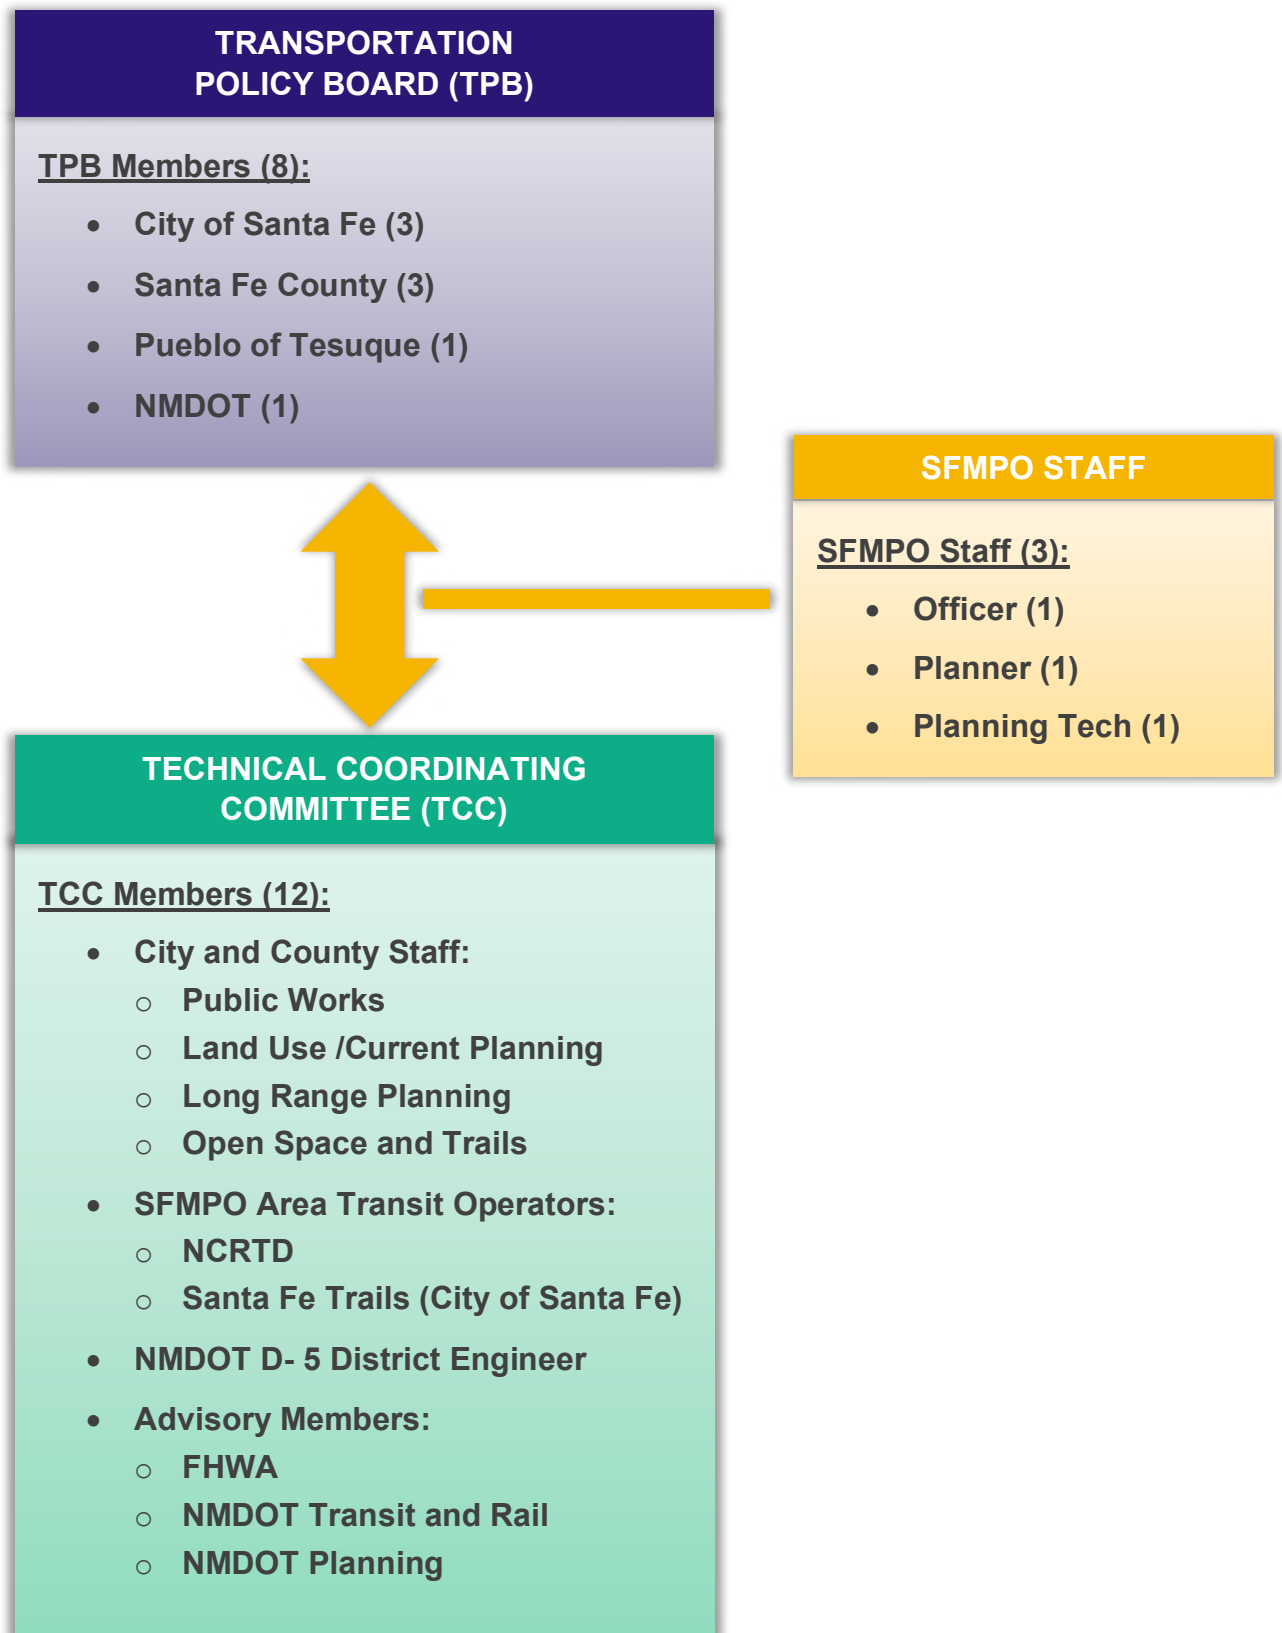 TRANSPORTATION
POLICY BOARD (TPB)
TPB Members (8):
• City of Santa Fe (3)
• Santa Fe County (3)
• Pueblo of Tesuque (1)
• NMDOT (1)
SFMPO STAFF
SFMPO Staff (3):
• Officer (1)
• Planner (1)
• Planning Tech (1)
TECHNICAL COORDINATING
COMMITTEE (TCC)
TCC Members (12):
• City and County Staff:
o Public Works
o Land Use /Current Planning
o Long Range Planning
o Open Space and Trails
• SFMPO Area Transit Operators:
o NCRTD
o Santa Fe Trails (City of Santa Fe)
• NMDOT D- 5 District Engineer
• Advisory Members:
o FHWA
o NMDOT Transit and Rail
o NMDOT Planning